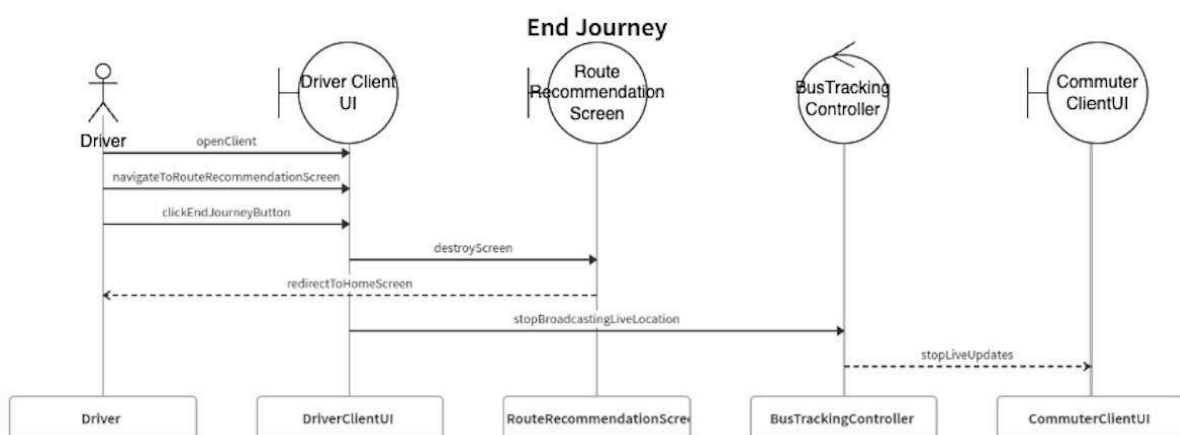 End Journey
Driver
Driver Client
UI
Route
Recommendation
Screen
BusTracking
Controller
Commuter
ClientUI
openClient
navigateToRouteRecommendationScreen
clickEndJourneyButton
destroyScreen
redirectToHomeScreen
stopBroadcastingLiveLocation
stopLiveUpdates
Driver
DriverClientUI
RouteRecommendationScree
BusTrackingController
CommuterClientUI